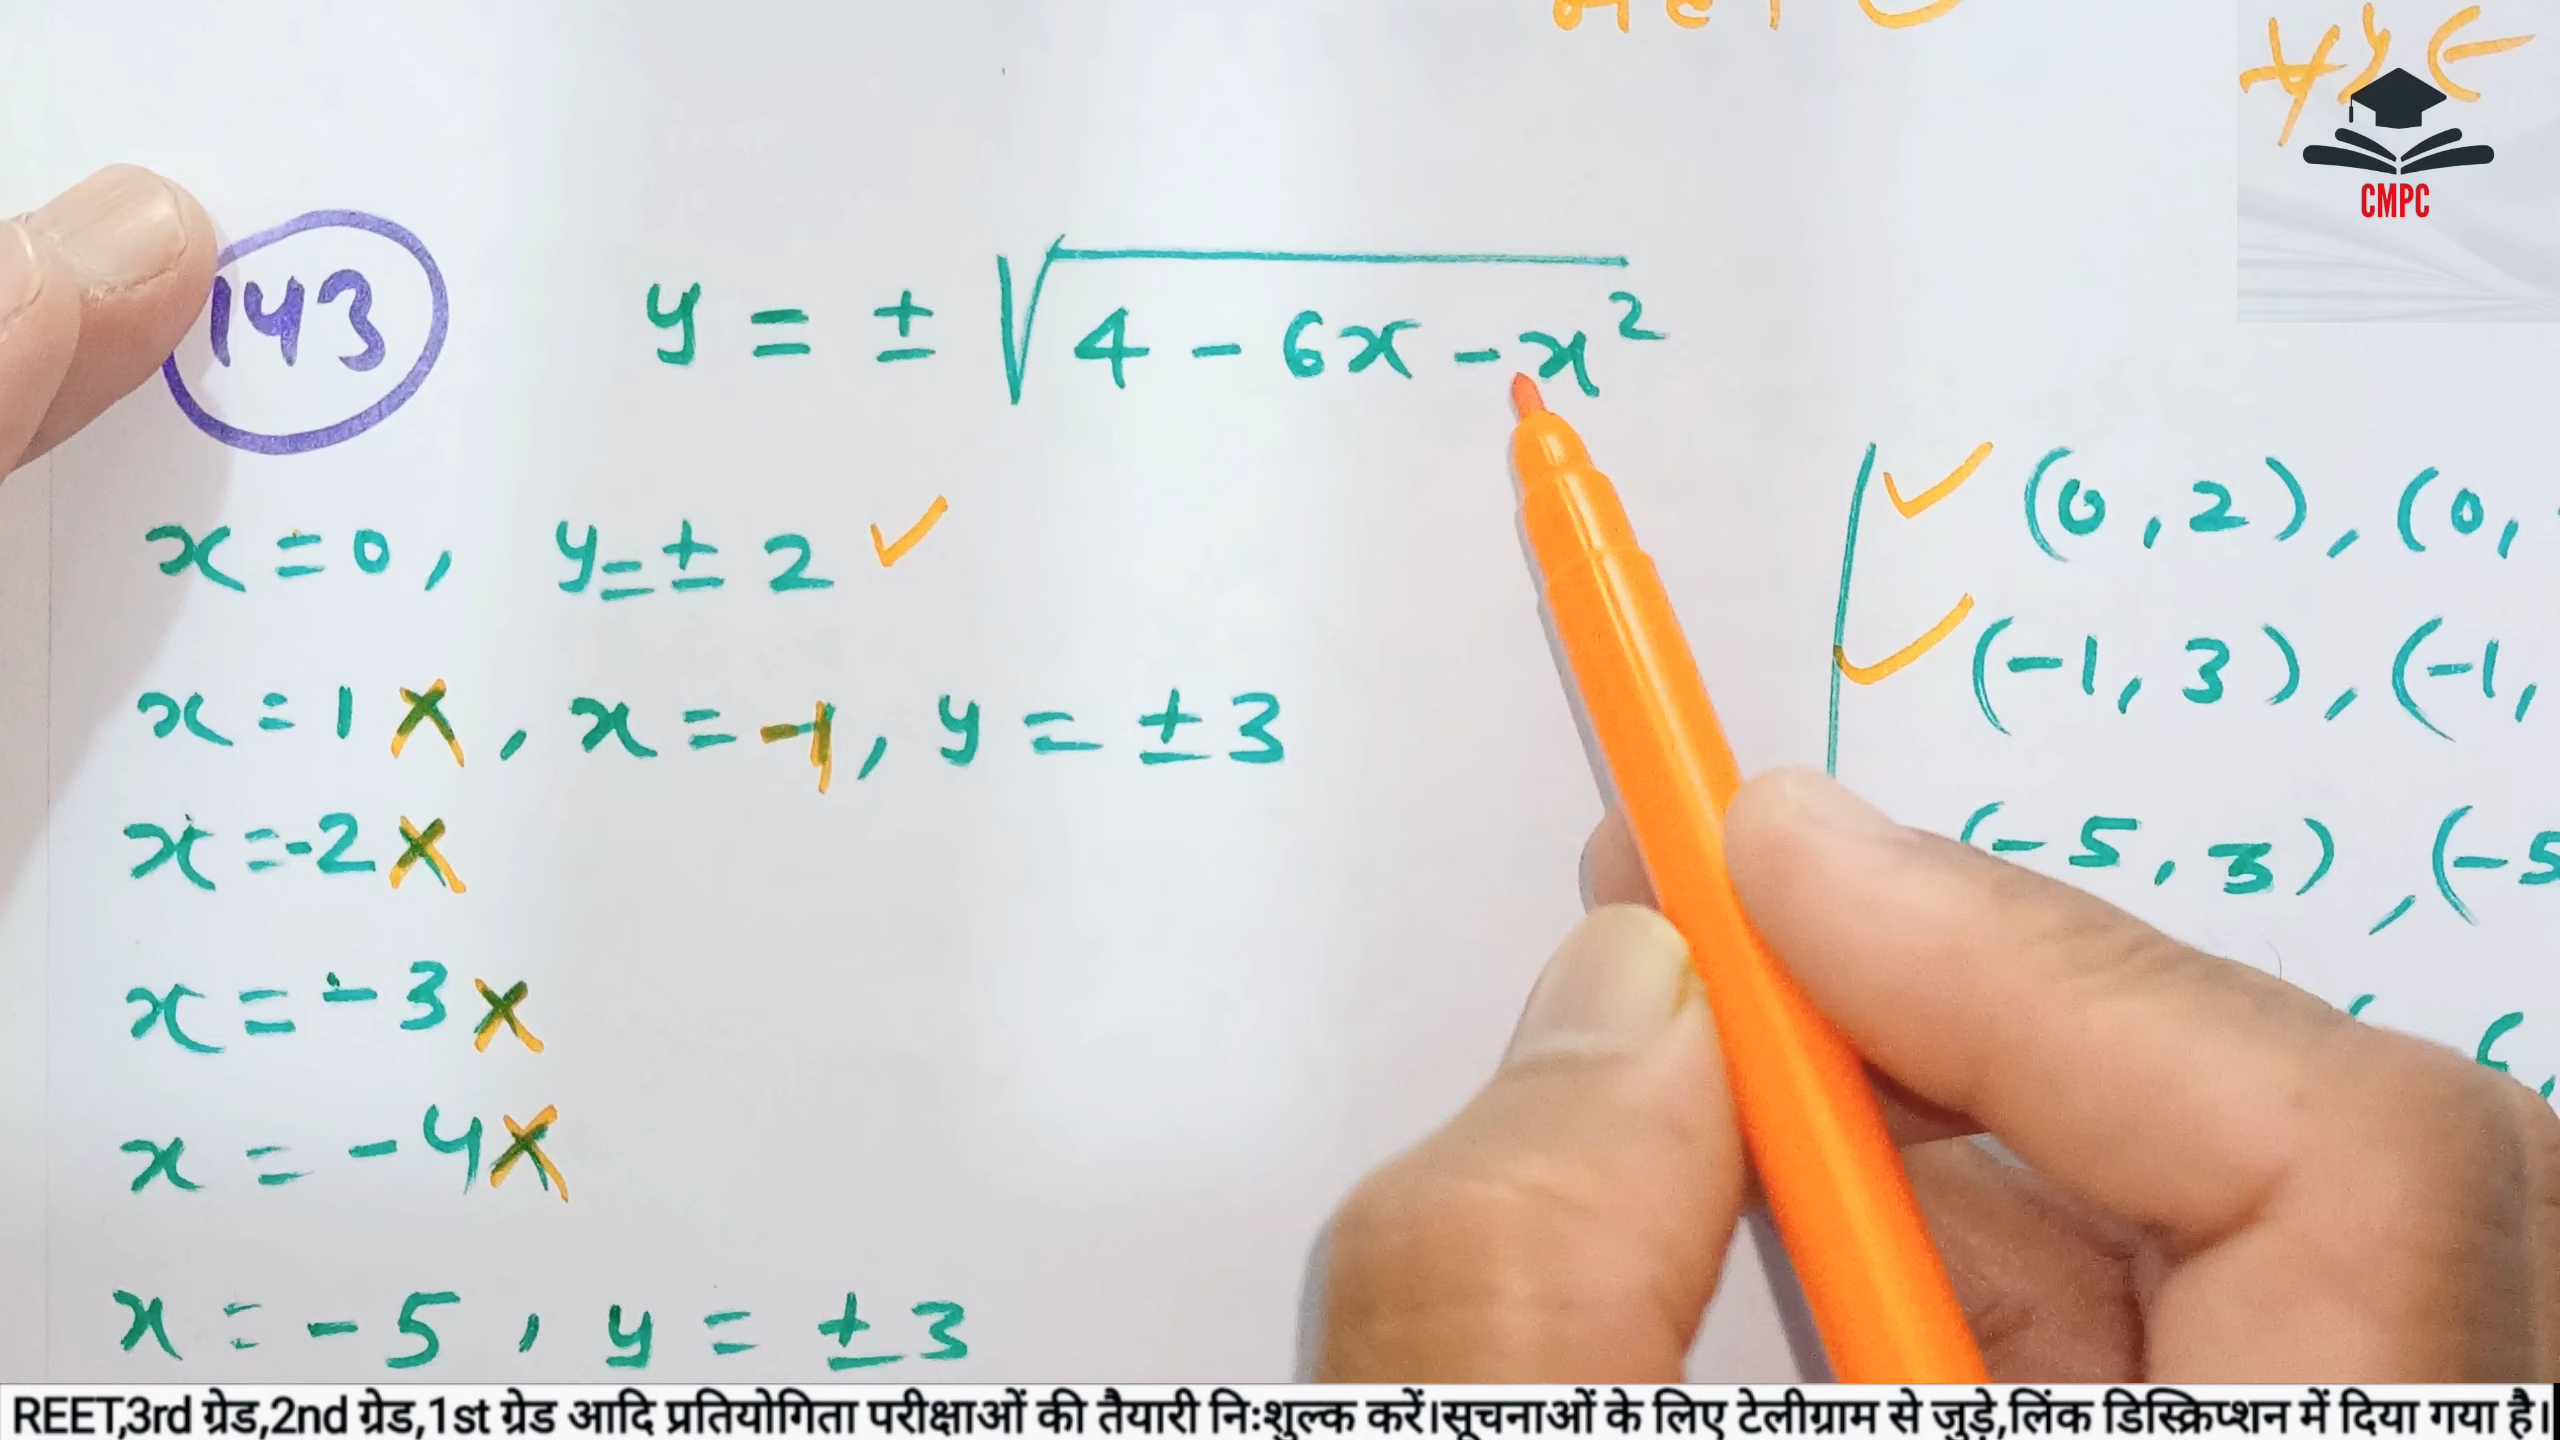 CMPC
143
y = ± √4 - 6x - x²
x = 0, y = ± 2 ✓
✓ (0, 2), (0,
x = 1 ×, x = -1, y = ± 3
✓ (-1, 3), (-1,
x = -2 ×
(-5, 3), (-5
x = -3 ×
x = -4 ×
x = -5, y = ± 3
REET,3rd ग्रेड,2nd ग्रेड,1st ग्रेड आदि प्रतियोगिता परीक्षाओं की तैयारी निःशुल्क करें।सूचनाओं के लिए टेलीग्राम से जुड़े,लिंक डिस्क्रिप्शन में दिया गया है।